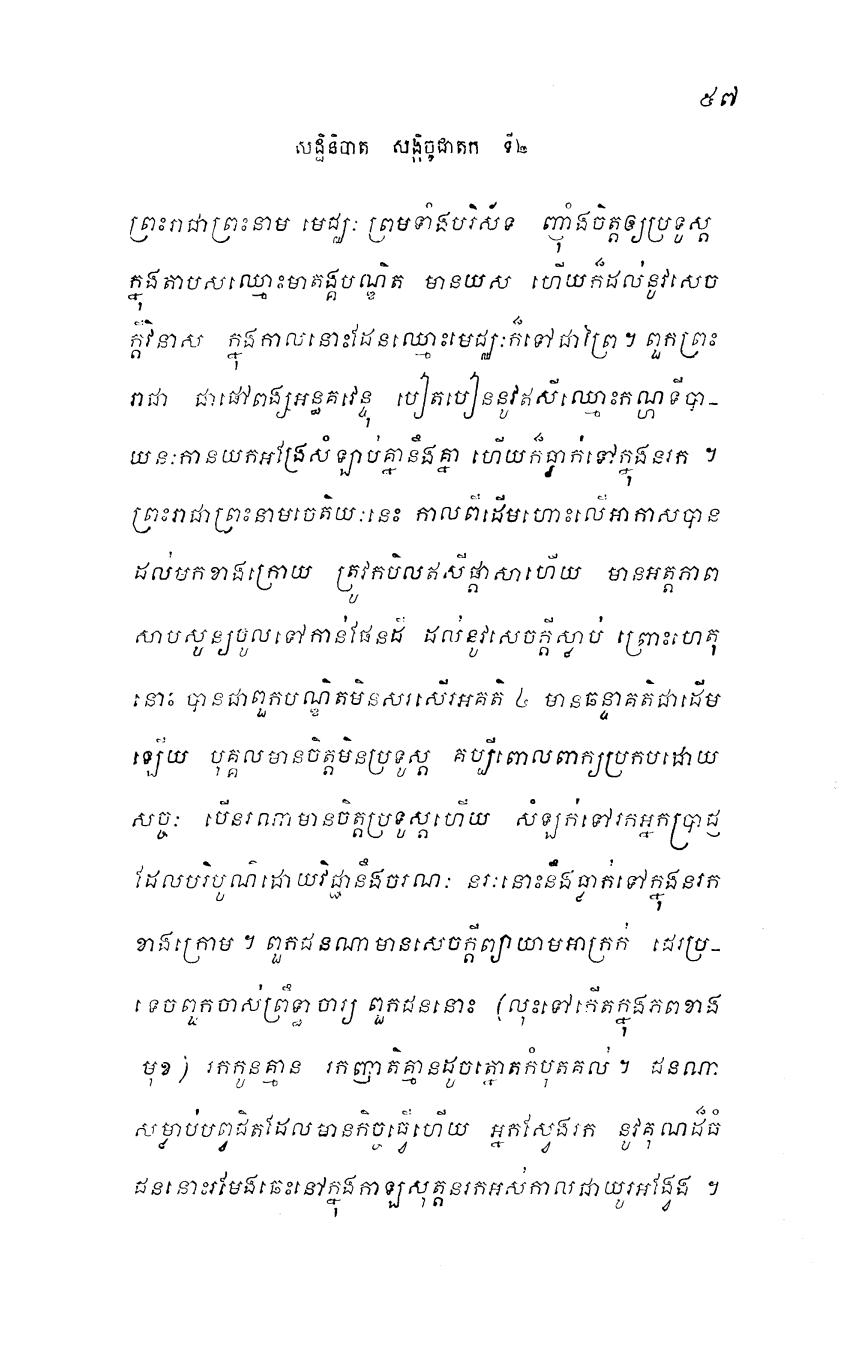 ៥៧
សដ្ឋិនិបាត សង្កិច្ចជាតក ទី២
ព្រះរាជាព្រះនាម មេជ្ឈៈ ព្រមទាំងបរិស័ទ ញ៉ាំងចិត្តឲ្យប្រទូស្ត
ក្នុងតាបសឈ្មោះមាតង្គបណ្ឌិត មានយស ហើយក៏ដល់នូវសេច
ក្តីវិនាស ក្នុងកាលនោះដែនឈ្មោះមេជ្ឈៈក៏ទៅជាព្រៃ។ ពួកព្រះ
រាជា ជាផៅពង្សអន្ធគវេន្ទុ បៀតបៀននូវឥសីឈ្មោះកណ្ហទីបា-
យនៈកានយកអង្រែសំឡាប់គ្នានឹងគ្នា ហើយក៏ធ្លាក់ទៅក្នុងនរក ។
ព្រះរាជាព្រះនាមចេតិយៈនេះ កាលពីដើមហោះលើអាកាសបាន
ដល់មកខាងក្រោយ ត្រូវកបិលឥសីផ្តាសាហើយ មានអត្តភាព
សាបសូន្យចូលទៅកាន់ផែនដី ដល់នូវសេចក្តីស្លាប់ ព្រោះហេតុ
នោះ បានជាពួកបណ្ឌិតមិនសរសើរអគតិ ៤ មានឆន្ទាគតិជាដើម
ឡើយ បុគ្គលមានចិត្តមិនប្រទូស្ត គប្បីពោលពាក្យប្រកបដោយ
សច្ចៈ បើនរណាមានចិត្តប្រទូស្តហើយ សំឡក់ទៅរកអ្នកប្រាជ្ញ
ដែលបរិបូណ៌ដោយវិជ្ជានឹងចរណៈ នរៈនោះនឹងធ្លាក់ទៅក្នុងនរក
ខាងក្រោម ។ ពួកជនណាមានសេចក្តីព្យាយាមអាក្រក់ ជេរប្រ-
ទេចពួកចាស់ព្រឹទ្ធាចារ្យ ពួកជននោះ (លុះទៅកើតក្នុងភពខាង
មុខ) រកកូនគ្មាន រកញាតិគ្មានដូចត្នោតកំបុតគល់ ។ ជនណា
សម្លាប់បព្វជិតដែលមានកិច្ចធ្វើហើយ អ្នកស្វែងរក នូវគុណដ៏ធំ
ជននោះរមែងឆេះនៅក្នុងកាឡសុត្តនរកអស់កាលជាយូរអង្វែង ។